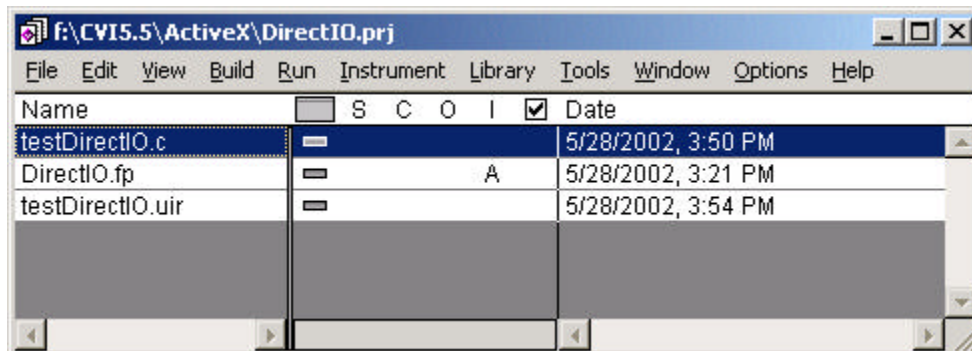 f:\CVI5.5\ActiveX\DirectIO.prj
File Edit View Build Run Instrument Library Tools Window Options Help
Name S C O I Date
testDirectIO.c 5/28/2002, 3:50 PM
DirectIO.fp A 5/28/2002, 3:21 PM
testDirectIO.uir 5/28/2002, 3:54 PM